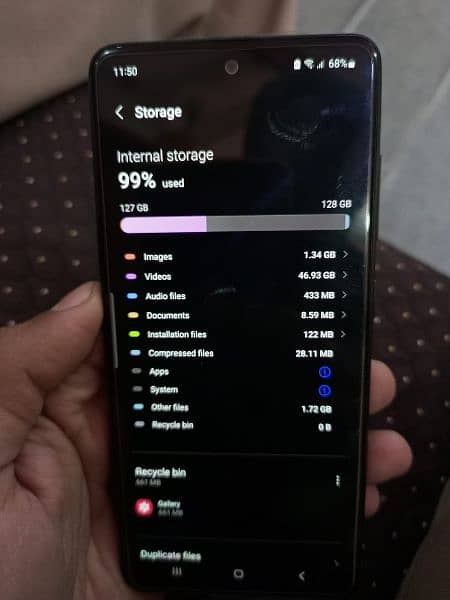 11:50 68%
Storage
Internal storage
99% used
127 GB 128 GB
Images 1.34 GB
Videos 46.93 GB
Audio files 433 MB
Documents 8.59 MB
Installation files 122 MB
Compressed files 28.11 MB
Apps
System
Other files 1.72 GB
Recycle bin 0 B
Recycle bin
661 MB
Gallery
661 MB
Duplicate files